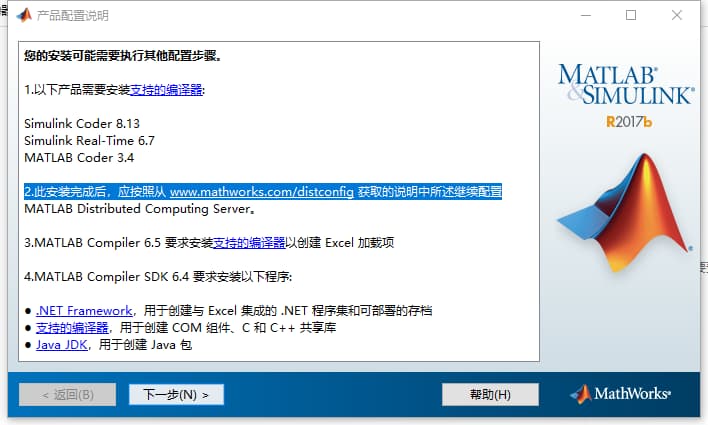 产品配置说明
您的安装可能需要执行其他配置步骤。
1.以下产品需要安装支持的编译器:
Simulink Coder 8.13
Simulink Real-Time 6.7
MATLAB Coder 3.4
2.此安装完成后，应按照从 www.mathworks.com/distconfig 获取的说明中所述继续配置
MATLAB Distributed Computing Server。
3.MATLAB Compiler 6.5 要求安装支持的编译器以创建 Excel 加载项
4.MATLAB Compiler SDK 6.4 要求安装以下程序:
● .NET Framework，用于创建与 Excel 集成的 .NET 程序集和可部署的存档
● 支持的编译器，用于创建 COM 组件、C 和 C++ 共享库
● Java JDK，用于创建 Java 包
MATLAB®
&SIMULINK®
R2017b
< 返回(B)
下一步(N) >
帮助(H)
MathWorks®